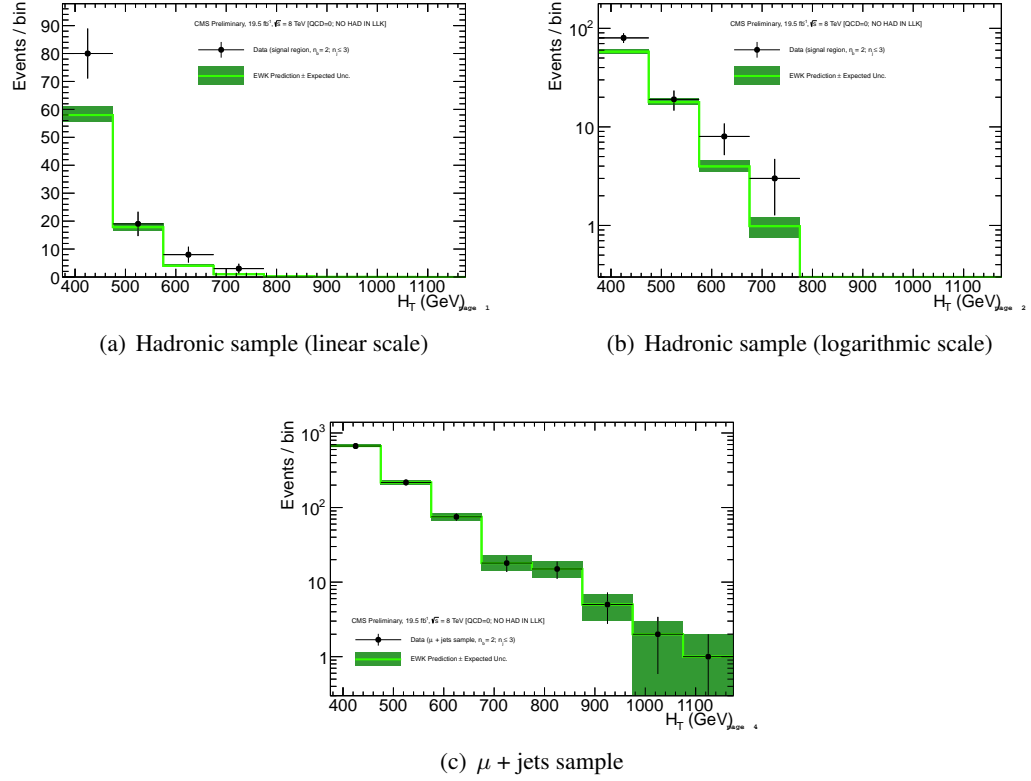 Events / bin
90
80
70
60
50
40
30
20
10
0
CMS Preliminary, 19.5 fb⁻¹, √s = 8 TeV [QCD=0; NO HAD IN LLK]
Data (signal region, n_b = 2; n_j ≤ 3)
EWK Prediction ± Expected Unc.
400 500 600 700 800 900 1000 1100
H_T (GeV)
page 1
(a) Hadronic sample (linear scale)
Events / bin
10²
10
1
CMS Preliminary, 19.5 fb⁻¹, √s = 8 TeV [QCD=0; NO HAD IN LLK]
Data (signal region, n_b = 2; n_j ≤ 3)
EWK Prediction ± Expected Unc.
400 500 600 700 800 900 1000 1100
H_T (GeV)
page 2
(b) Hadronic sample (logarithmic scale)
Events / bin
10³
10²
10
1
CMS Preliminary, 19.5 fb⁻¹, √s = 8 TeV [QCD=0; NO HAD IN LLK]
Data (μ + jets sample, n_b = 2; n_j ≤ 3)
EWK Prediction ± Expected Unc.
400 500 600 700 800 900 1000 1100
H_T (GeV)
page 4
(c) μ + jets sample